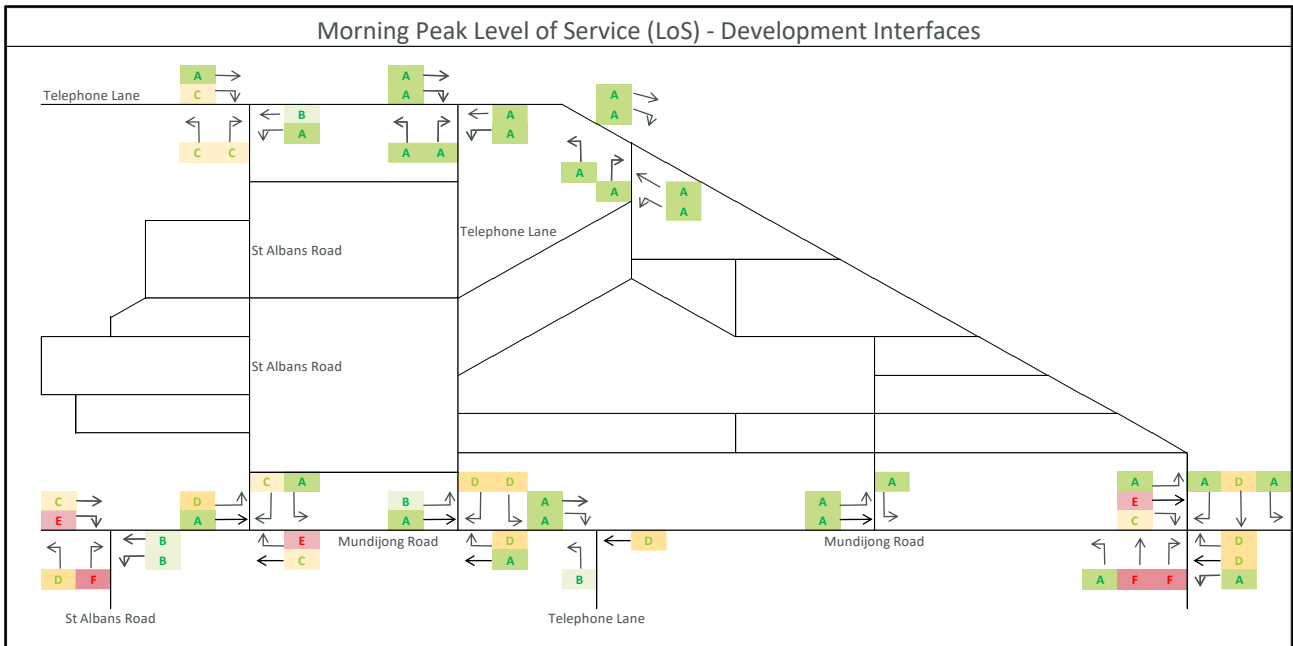 Morning Peak Level of Service (LoS) - Development Interfaces
A
C
A
A
Telephone Lane
A
A
B
A
A
A
C C
A A
A
A
A
A
Telephone Lane
St Albans Road
St Albans Road
C A
D D
A
A
A D A
C
E
D
A
B
A
A
A
A
A
E
C
B
B
E
C
Mundijong Road
D
A
D
Mundijong Road
D
D
A
D F
B
A F F
St Albans Road
Telephone Lane